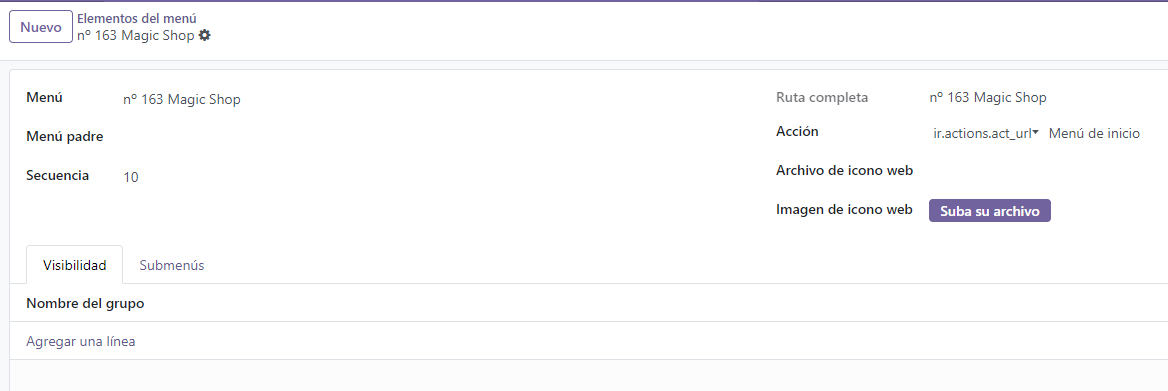 Nuevo
Elementos del menú
nº 163 Magic Shop
Menú
nº 163 Magic Shop
Ruta completa
nº 163 Magic Shop
Menú padre
Acción
ir.actions.act_url
Menú de inicio
Secuencia
10
Archivo de icono web
Imagen de icono web
Suba su archivo
Visibilidad
Submenús
Nombre del grupo
Agregar una línea